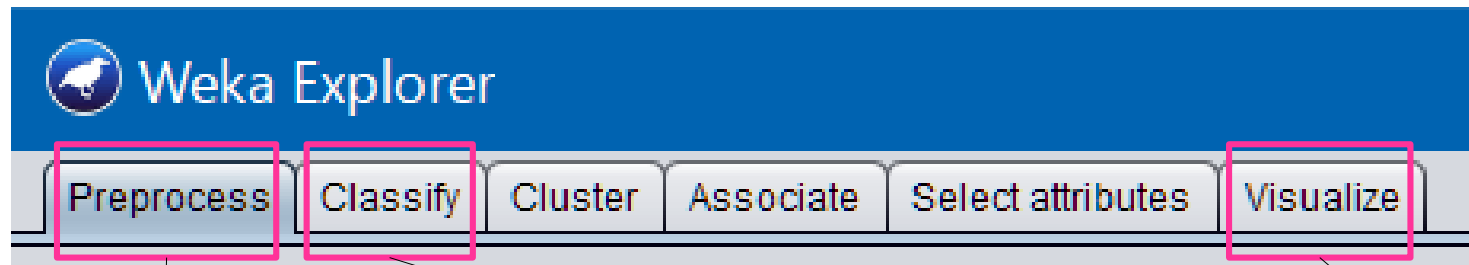 Weka Explorer
Preprocess Classify Cluster Associate Select attributes Visualize